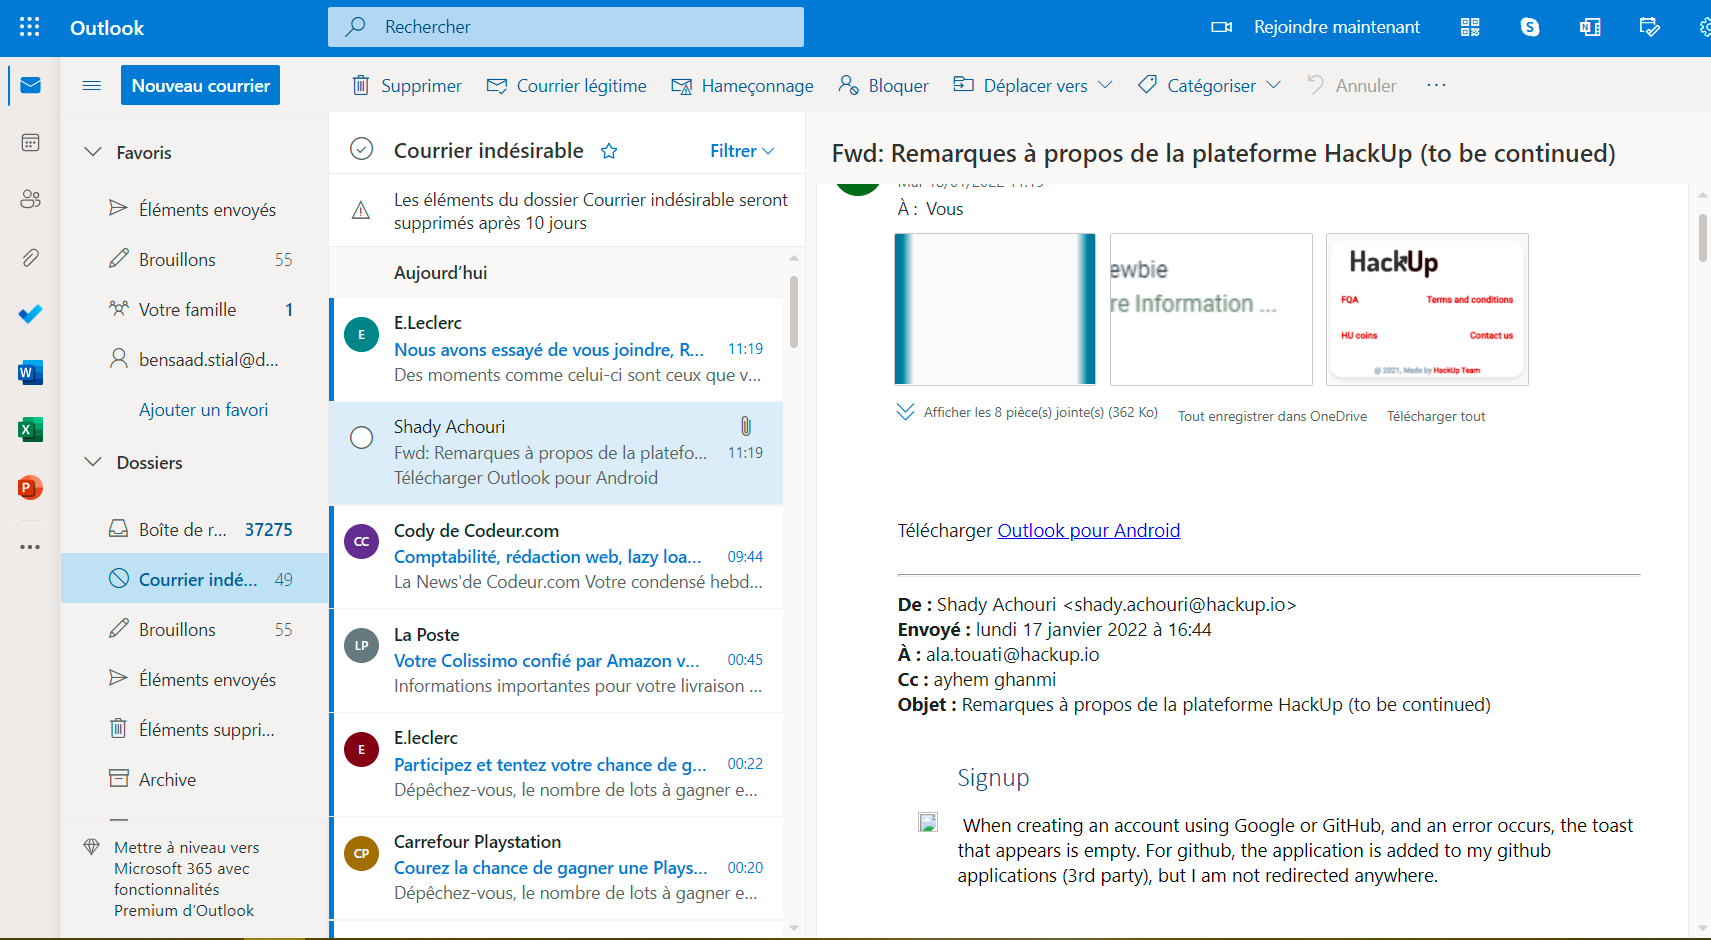 Outlook
Rechercher
Rejoindre maintenant
Nouveau courrier
Supprimer
Courrier légitime
Hameçonnage
Bloquer
Déplacer vers
Catégoriser
Annuler
Favoris
Éléments envoyés
Brouillons 55
Votre famille 1
bensaad.stial@d...
Ajouter un favori
Dossiers
Boîte de r... 37275
Courrier indé... 49
Brouillons 55
Éléments envoyés
Éléments suppri...
Archive
Mettre à niveau vers
Microsoft 365 avec
fonctionnalités
Premium d'Outlook
Courrier indésirable
Filtrer
Les éléments du dossier Courrier indésirable seront
supprimés après 10 jours
Aujourd'hui
E
E.Leclerc
Nous avons essayé de vous joindre, R... 11:19
Des moments comme celui-ci sont ceux que v...
Shady Achouri
Fwd: Remarques à propos de la platefo... 11:19
Télécharger Outlook pour Android
CC
Cody de Codeur.com
Comptabilité, rédaction web, lazy loa... 09:44
La News'de Codeur.com Votre condensé hebd...
LP
La Poste
Votre Colissimo confié par Amazon v... 00:45
Informations importantes pour votre livraison ...
E
E.leclerc
Participez et tentez votre chance de g... 00:22
Dépêchez-vous, le nombre de lots à gagner e...
CP
Carrefour Playstation
Courez la chance de gagner une Plays... 00:20
Dépêchez-vous, le nombre de lots à gagner e...
Fwd: Remarques à propos de la plateforme HackUp (to be continued)
Mar 18/01/2022 11:19
À : Vous
ewbie
re Information ...
HackUp
FQA
Terms and conditions
HU coins
Contact us
@ 2021, Made by HackUp Team
Afficher les 8 pièce(s) jointe(s) (362 Ko)
Tout enregistrer dans OneDrive
Télécharger tout
Télécharger Outlook pour Android
De : Shady Achouri <shady.achouri@hackup.io>
Envoyé : lundi 17 janvier 2022 à 16:44
À : ala.touati@hackup.io
Cc : ayhem ghanmi
Objet : Remarques à propos de la plateforme HackUp (to be continued)
Signup
When creating an account using Google or GitHub, and an error occurs, the toast
that appears is empty. For github, the application is added to my github
applications (3rd party), but I am not redirected anywhere.